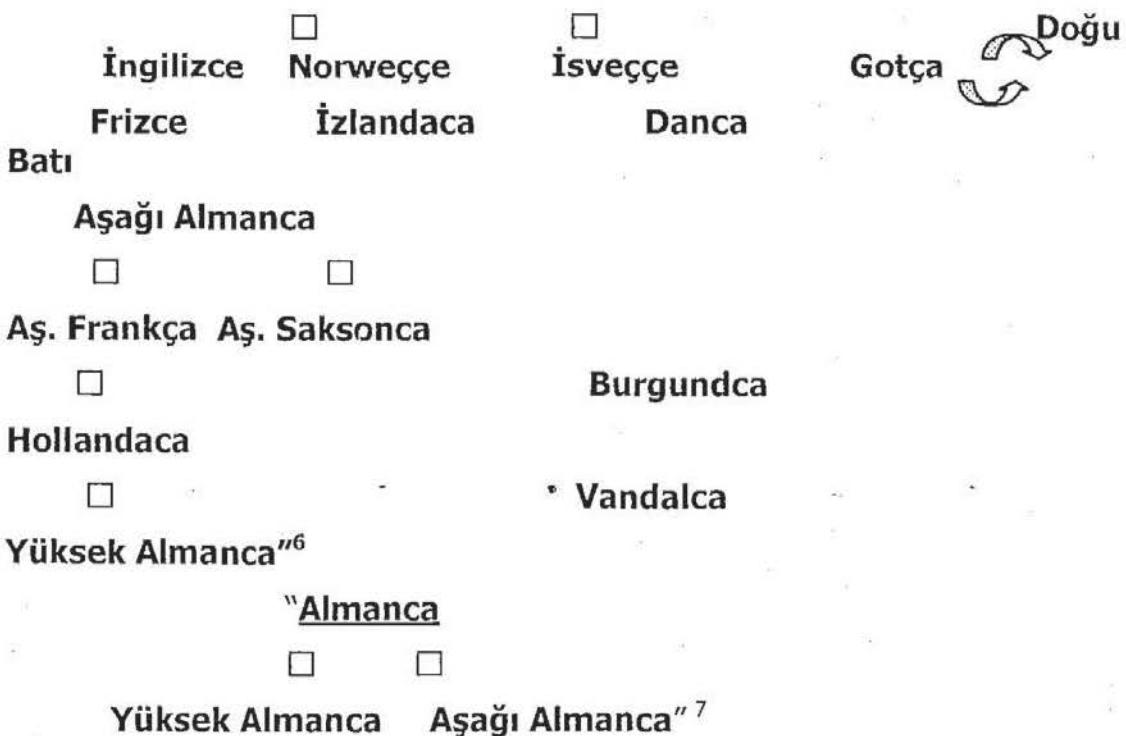 □ □ Doğu
İngilizce Norweççe İsveççe Gotça
Frizce İzlandaca Danca
Batı
Aşağı Almanca
□ □
Aş. Frankça Aş. Saksonca
□ Burgundca
Hollandaca
□ Vandalca
Yüksek Almanca"6
"Almanca
□ □
Yüksek Almanca Aşağı Almanca" 7